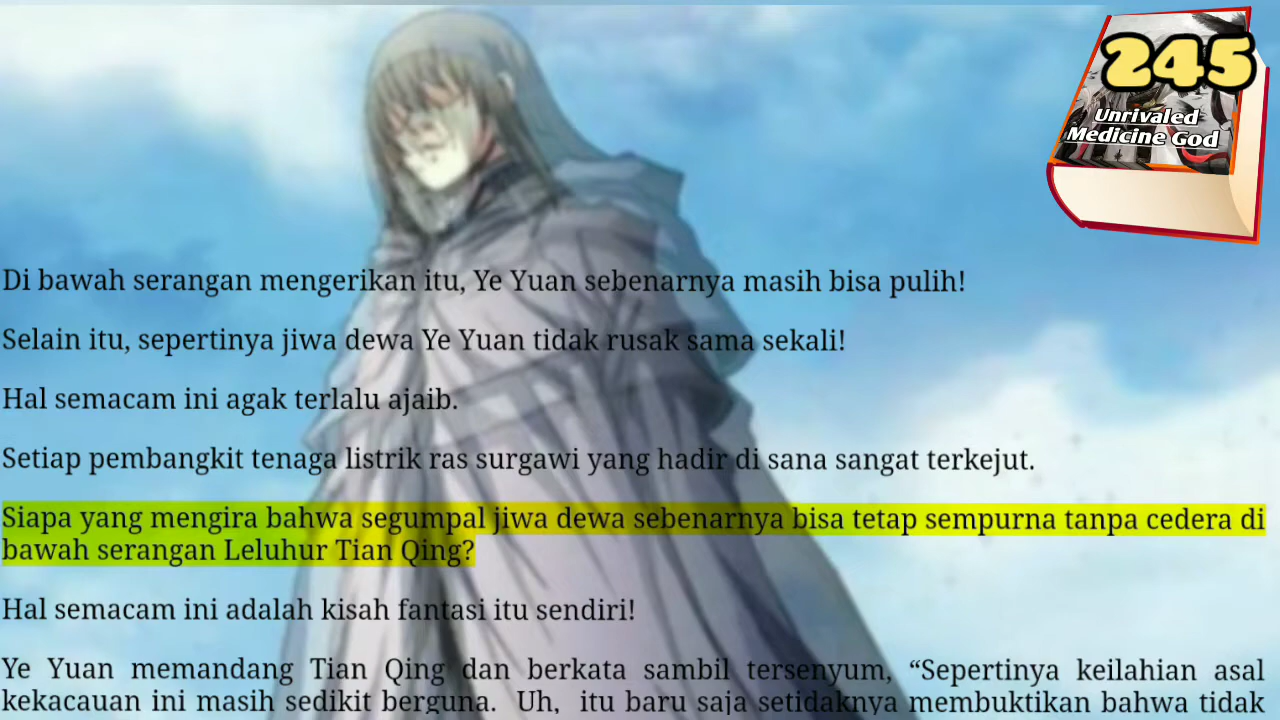 245
Unrivaled
Medicine God
Di bawah serangan mengerikan itu, Ye Yuan sebenarnya masih bisa pulih!
Selain itu, sepertinya jiwa dewa Ye Yuan tidak rusak sama sekali!
Hal semacam ini agak terlalu ajaib.
Setiap pembangkit tenaga listrik ras surgawi yang hadir di sana sangat terkejut.
Siapa yang mengira bahwa segumpal jiwa dewa sebenarnya bisa tetap sempurna tanpa cedera di
bawah serangan Leluhur Tian Qing?
Hal semacam ini adalah kisah fantasi itu sendiri!
Ye Yuan memandang Tian Qing dan berkata sambil tersenyum, “Sepertinya keilahian asal
kekacauan ini masih sedikit berguna. Uh, itu baru saja setidaknya membuktikan bahwa tidak